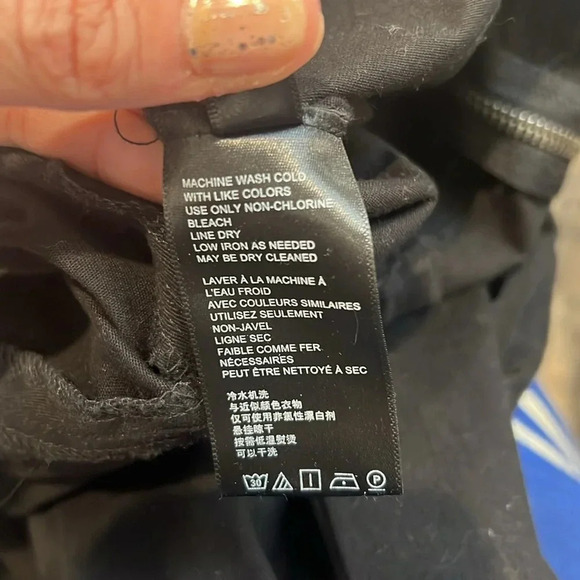 MACHINE WASH COLD
WITH LIKE COLORS
USE ONLY NON-CHLORINE
BLEACH
LINE DRY
LOW IRON AS NEEDED
MAY BE DRY CLEANED
LAVER À LA MACHINE À
L'EAU FROID
AVEC COULEURS SIMILAIRES
UTILISEZ SEULEMENT
NON-JAVEL
LIGNE SEC
FAIBLE COMME FER
NÉCESSAIRES
PEUT ÊTRE NETTOYÉ À SEC
冷水机洗
与近似颜色衣物
仅可使用非氯性漂白剂
悬挂晾干
按需低温熨烫
可以干洗
30 P